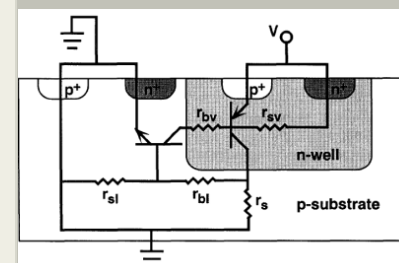 V
p+ n+ p+ n+
rbv rsv
n-well
rsl rbl rs p-substrate